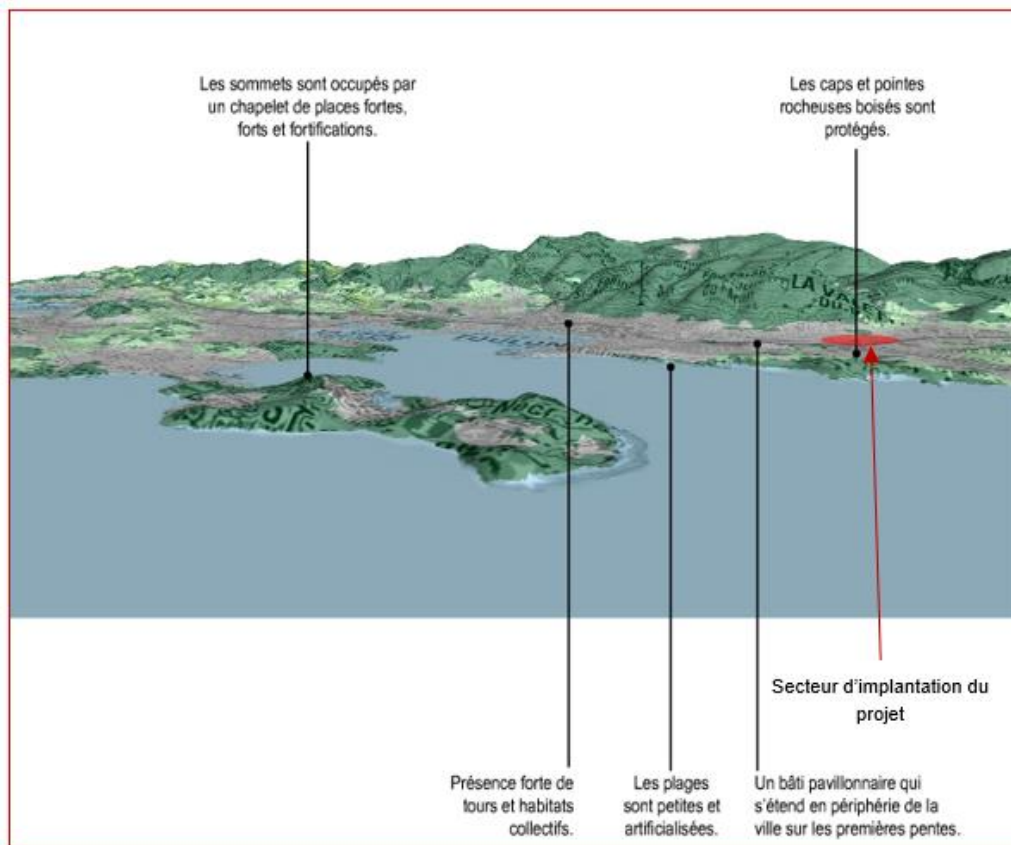 Les sommets sont occupés par
un chapelet de places fortes,
forts et fortifications.
Les caps et pointes
rocheuses boisés sont
protégés.
LA VALE
TOULON
Secteur d’implantation du
projet
Présence forte de
tours et habitats
collectifs.
Les plages
sont petites et
artificialisées.
Un bâti pavillonnaire qui
s’étend en périphérie de la
ville sur les premières pentes.